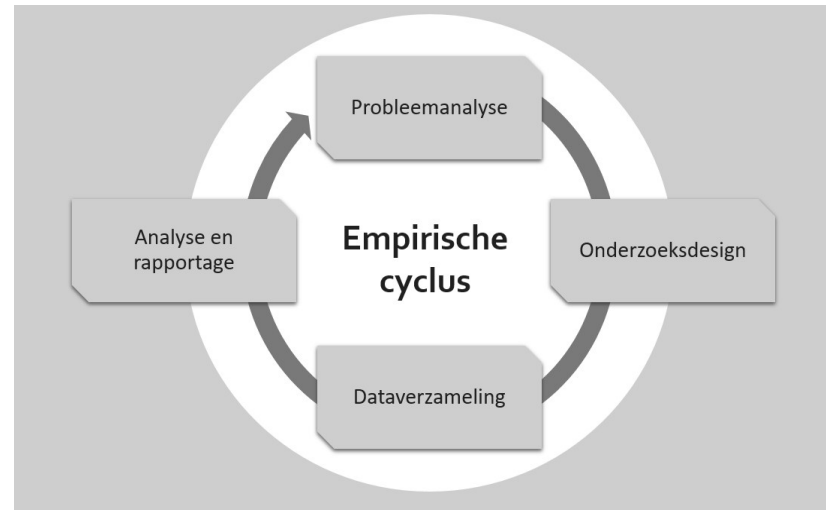 Probleemanalyse
Analyse en
rapportage
Empirische
cyclus
Onderzoeksdesign
Dataverzameling